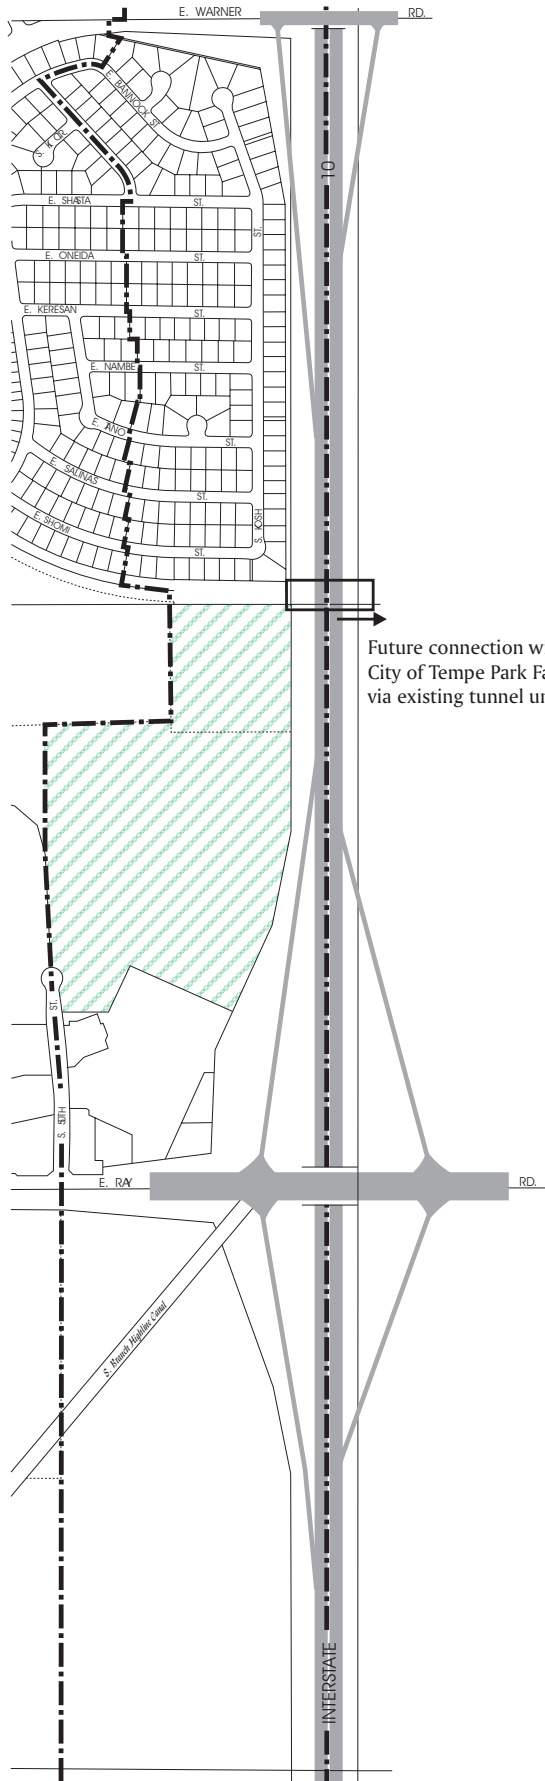 E. WARNER RD.
E. BANNOCK ST.
10
E. SHASTA ST.
ST.
E. ONEIDA ST.
E. KERESAN ST.
E. NAMBE ST.
E. ANO ST.
E. SALINAS ST.
S. KOSH
E. SHOMI ST.
Future connection w
City of Tempe Park Fa
via existing tunnel un
S. 50TH ST.
E. RAY RD.
S. Branch Highline Canal
INTERSTATE